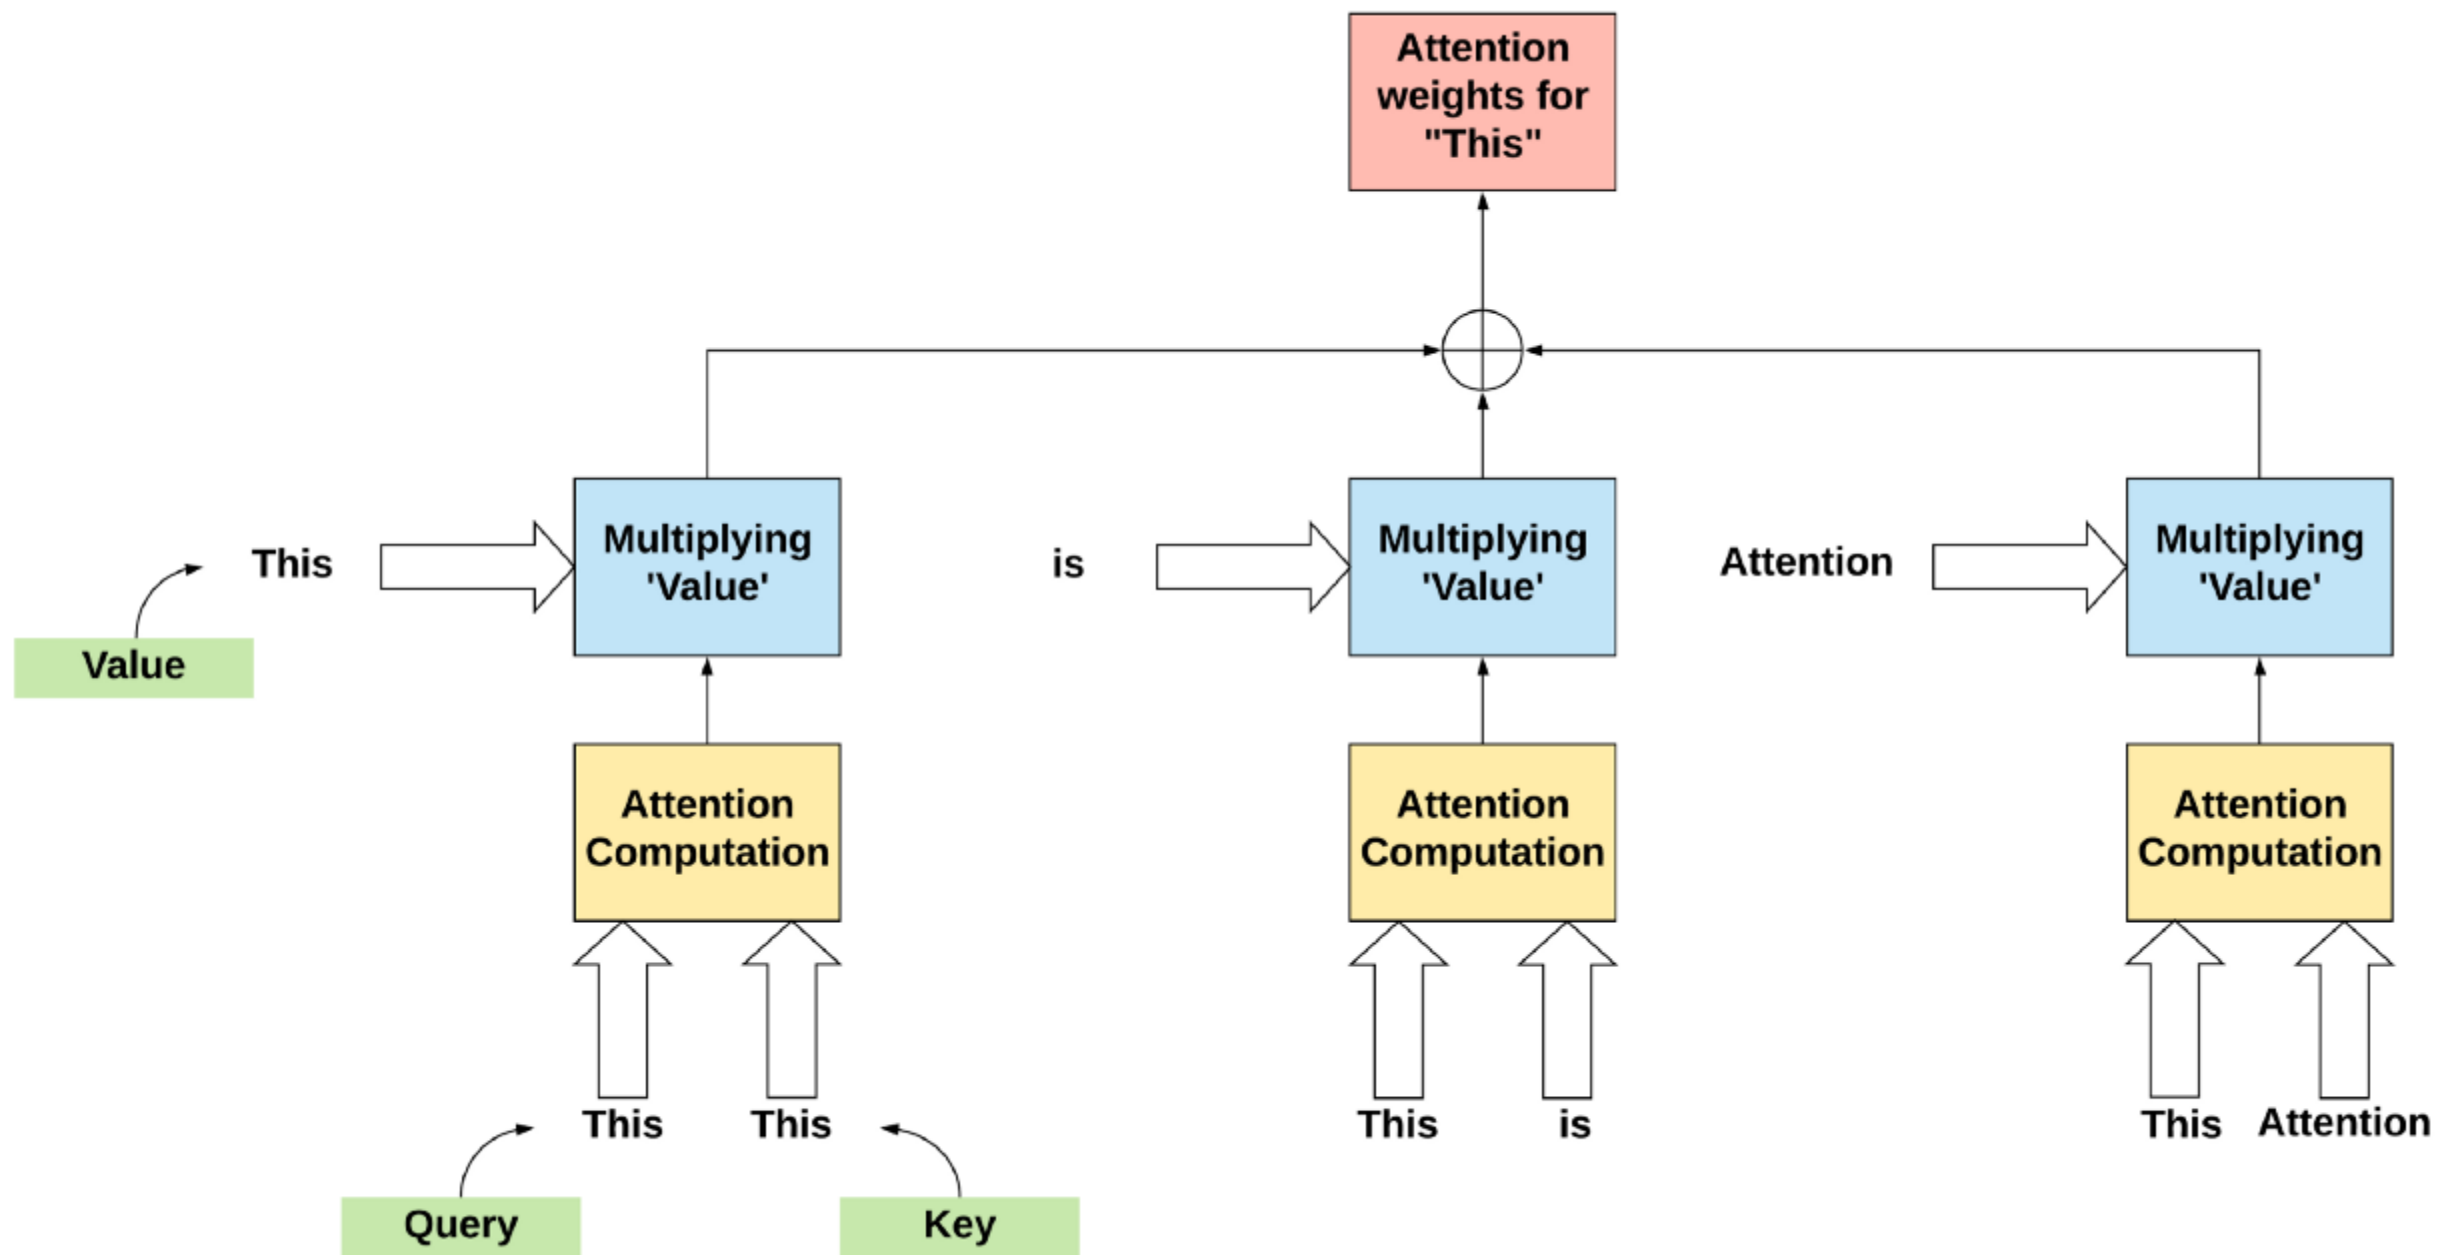 Attention
weights for
"This"
This
Multiplying
'Value'
is
Multiplying
'Value'
Attention
Multiplying
'Value'
Value
Attention
Computation
Attention
Computation
Attention
Computation
This
This
This
is
This
Attention
Query
Key